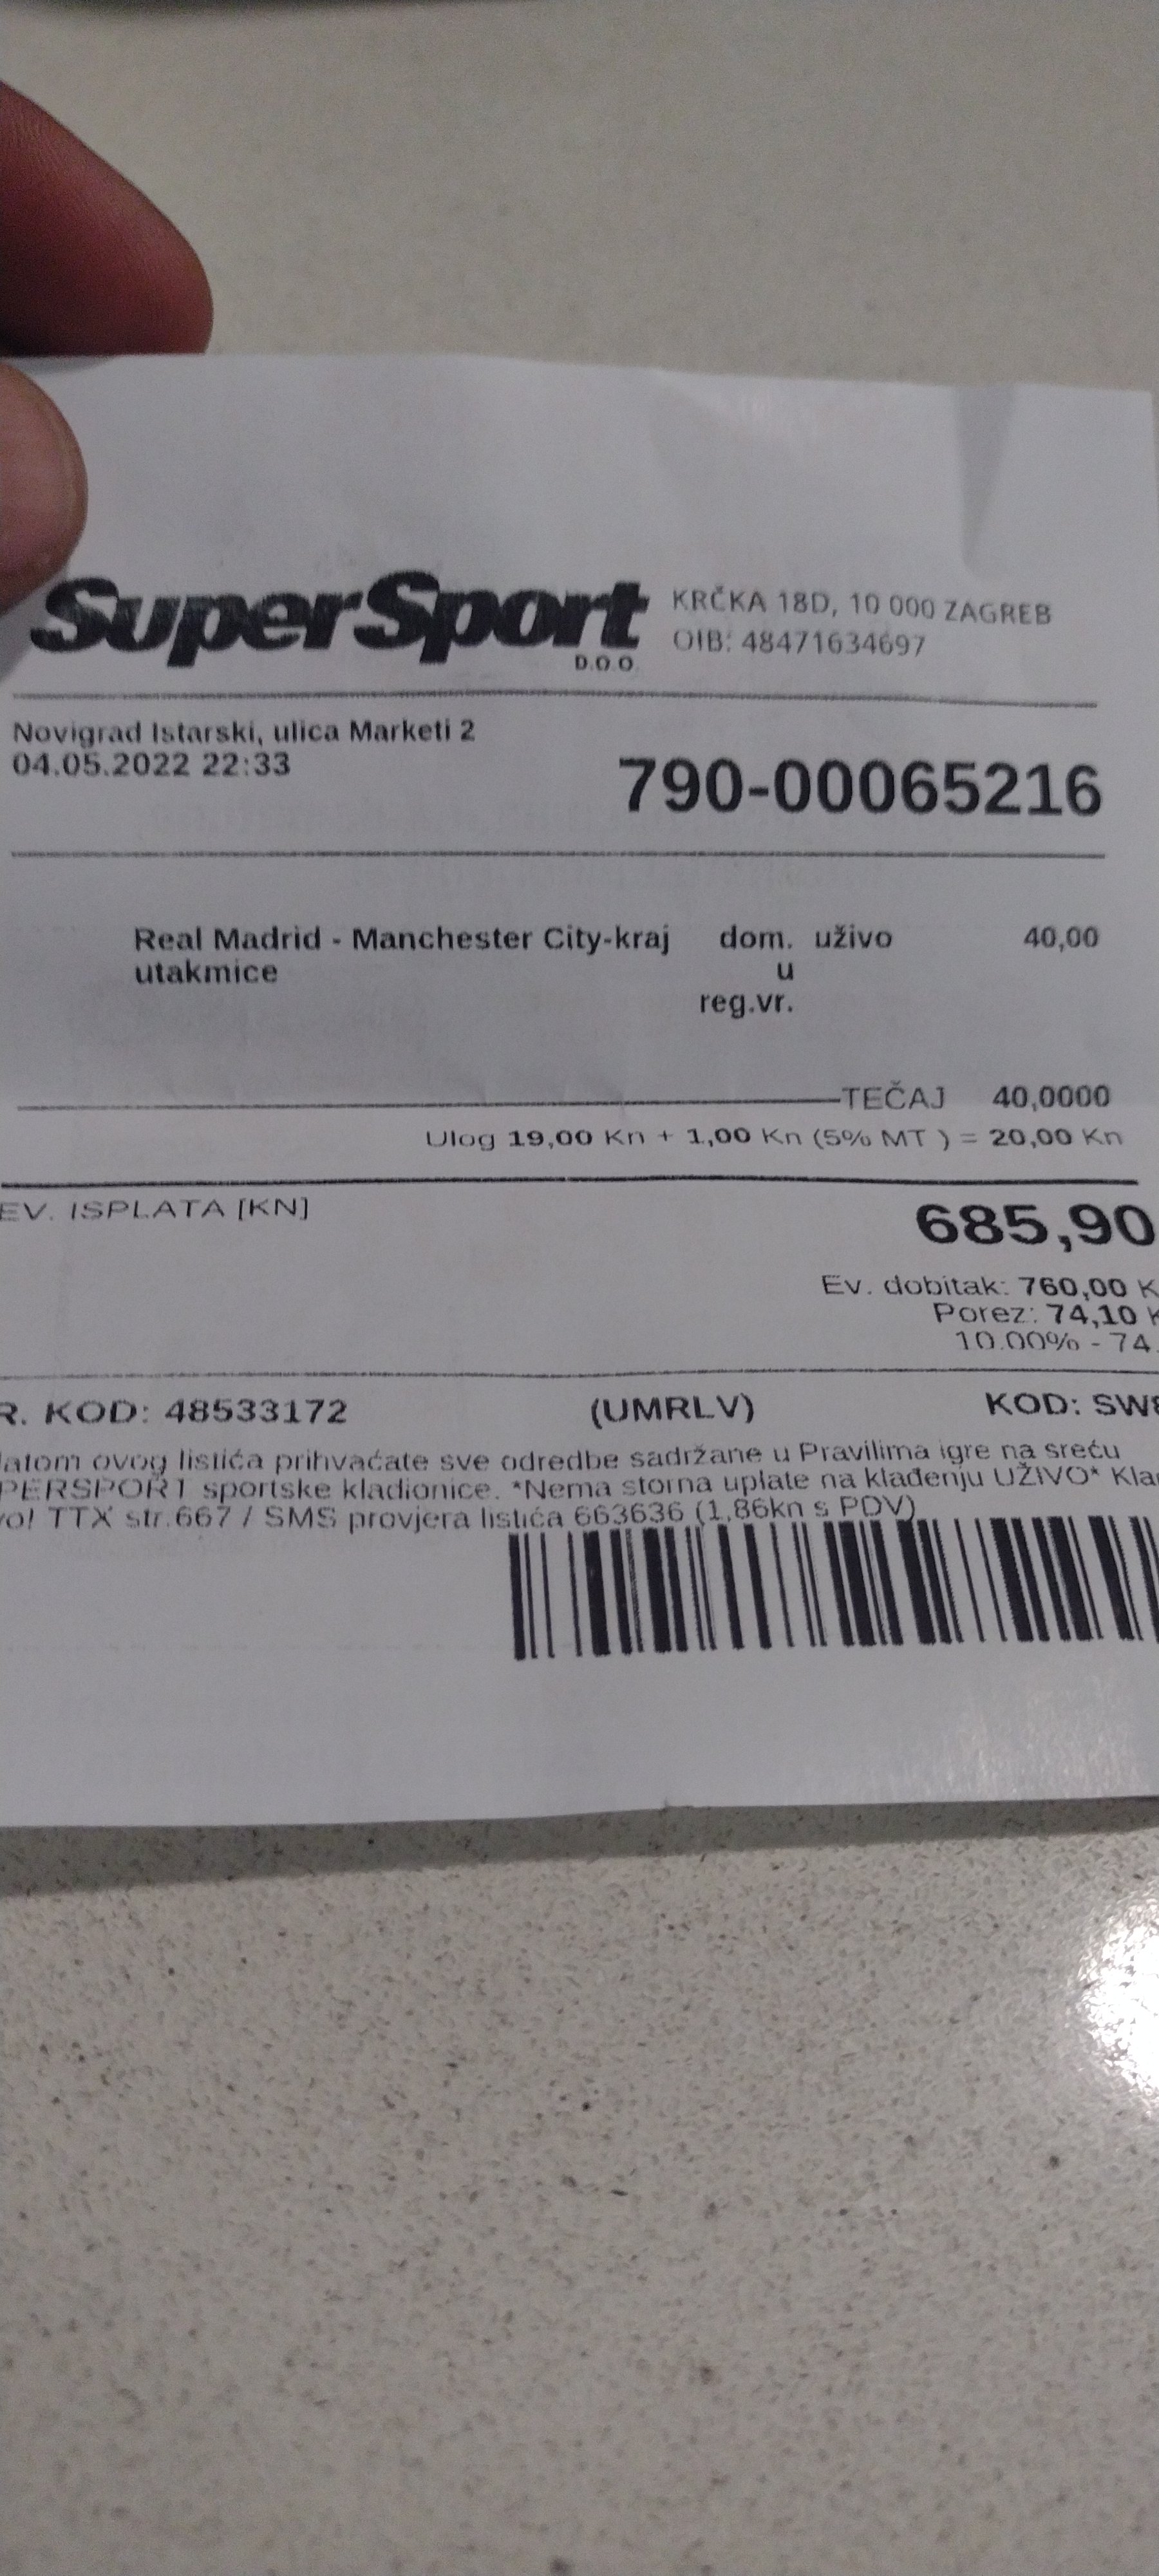 SuperSport
D.O.O.
KRČKA 18D, 10 000 ZAGREB
OIB: 48471634697
Novigrad Istarski, ulica Marketi 2
04.05.2022 22:33
790-00065216
Real Madrid - Manchester City-kraj dom. uživo 40,00
utakmice u
reg.vr.
TEČAJ 40,0000
Ulog 19,00 Kn + 1,00 Kn (5% MT ) = 20,00 Kn
EV. ISPLATA [KN] 685,90
Ev. dobitak: 760,00 K
Porez: 74,10 K
10.00% - 74.
R. KOD: 48533172 (UMRLV) KOD: SW8
latom ovog listića prihvaćate sve odredbe sadržane u Pravilima igre na sreću
PERSPORT sportske kladionice. *Nema storna uplate na klađenju UŽIVO* Kla
vo! TTX str.667 / SMS provjera listića 663636 (1,86kn s PDV)